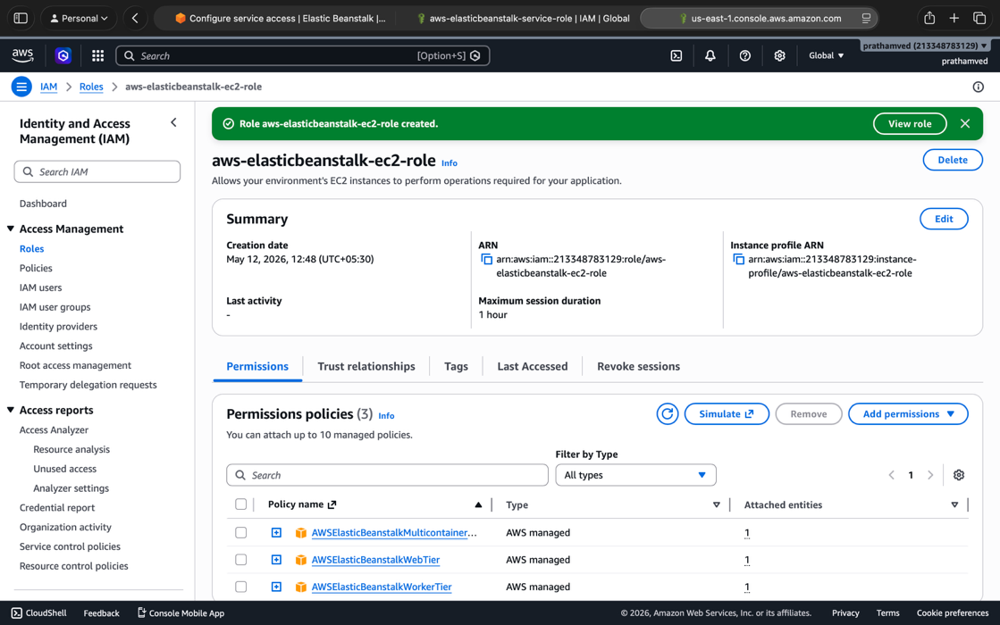 Personal
Configure service access | Elastic Beanstalk |...
aws-elasticbeanstalk-service-role | IAM | Global
us-east-1.console.aws.amazon.com
aws
Search
[Option+S]
Global
prathamved (213348783129)
prathamved
IAM
Roles
aws-elasticbeanstalk-ec2-role
Identity and Access Management (IAM)
Search IAM
Dashboard
Access Management
Roles
Policies
IAM users
IAM user groups
Identity providers
Account settings
Root access management
Temporary delegation requests
Access reports
Access Analyzer
Resource analysis
Unused access
Analyzer settings
Credential report
Organization activity
Service control policies
Resource control policies
Role aws-elasticbeanstalk-ec2-role created.
View role
aws-elasticbeanstalk-ec2-role Info
Delete
Allows your environment's EC2 instances to perform operations required for your application.
Summary
Edit
Creation date
May 12, 2026, 12:48 (UTC+05:30)
ARN
arn:aws:iam::213348783129:role/aws-
elasticbeanstalk-ec2-role
Instance profile ARN
arn:aws:iam::213348783129:instance-
profile/aws-elasticbeanstalk-ec2-role
Last activity
-
Maximum session duration
1 hour
Permissions
Trust relationships
Tags
Last Accessed
Revoke sessions
Permissions policies (3) Info
Simulate
Remove
Add permissions
You can attach up to 10 managed policies.
Filter by Type
Search
All types
1
Policy name
Type
Attached entities
AWSElasticBeanstalkMulticontainer...
AWS managed
1
AWSElasticBeanstalkWebTier
AWS managed
1
AWSElasticBeanstalkWorkerTier
AWS managed
1
CloudShell
Feedback
Console Mobile App
© 2026, Amazon Web Services, Inc. or its affiliates.
Privacy
Terms
Cookie preferences